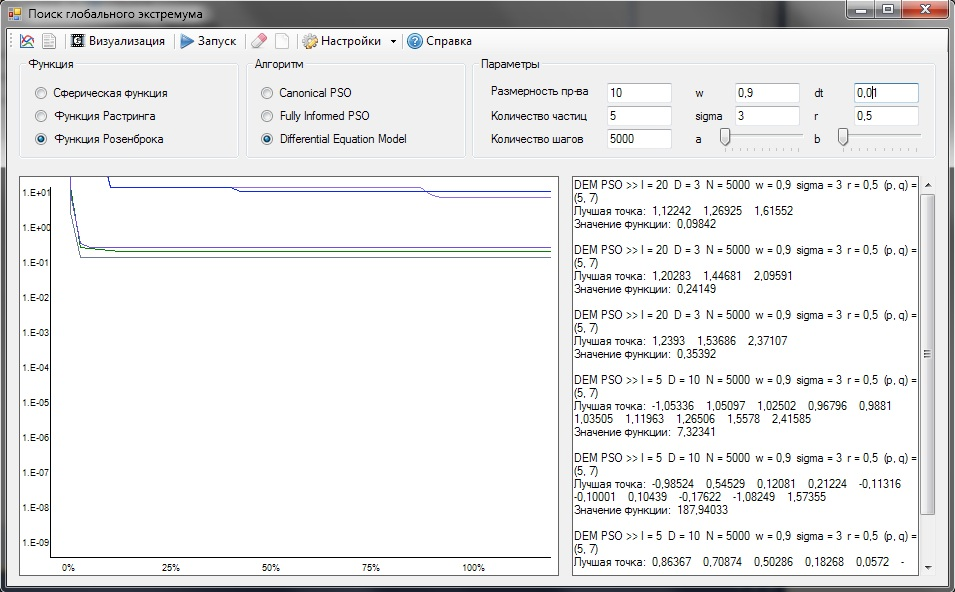 Поиск глобального экстремума
Визуализация Запуск Настройки Справка
Функция
Сферическая функция
Функция Растринга
Функция Розенброка
Алгоритм
Canonical PSO
Fully Informed PSO
Differential Equation Model
Параметры
Размерность пр-ва 10 w 0,9 dt 0,01
Количество частиц 5 sigma 3 r 0,5
Количество шагов 5000 a b
1.E+01
1.E+00
1.E-01
1.E-02
1.E-03
1.E-04
1.E-05
1.E-06
1.E-07
1.E-08
1.E-09
0% 25% 50% 75% 100%
DEM PSO >> I = 20 D = 3 N = 5000 w = 0,9 sigma = 3 r = 0,5 (p, q) =
(5, 7)
Лучшая точка: 1,12242 1,26925 1,61552
Значение функции: 0,09842
DEM PSO >> I = 20 D = 3 N = 5000 w = 0,9 sigma = 3 r = 0,5 (p, q) =
(5, 7)
Лучшая точка: 1,20283 1,44681 2,09591
Значение функции: 0,24149
DEM PSO >> I = 20 D = 3 N = 5000 w = 0,9 sigma = 3 r = 0,5 (p, q) =
(5, 7)
Лучшая точка: 1,2393 1,53686 2,37107
Значение функции: 0,35392
DEM PSO >> I = 5 D = 10 N = 5000 w = 0,9 sigma = 3 r = 0,5 (p, q) =
(5, 7)
Лучшая точка: -1,05336 1,05097 1,02502 0,96796 0,9881
1,03505 1,11963 1,26506 1,5578 2,41585
Значение функции: 7,32341
DEM PSO >> I = 5 D = 10 N = 5000 w = 0,9 sigma = 3 r = 0,5 (p, q) =
(5, 7)
Лучшая точка: -0,98524 0,54529 0,12081 0,21224 -0,11316
-0,10001 0,10439 -0,17622 -1,08249 1,57355
Значение функции: 187,94033
DEM PSO >> I = 5 D = 10 N = 5000 w = 0,9 sigma = 3 r = 0,5 (p, q) =
(5, 7)
Лучшая точка: 0,86367 0,70874 0,50286 0,18268 0,0572 -